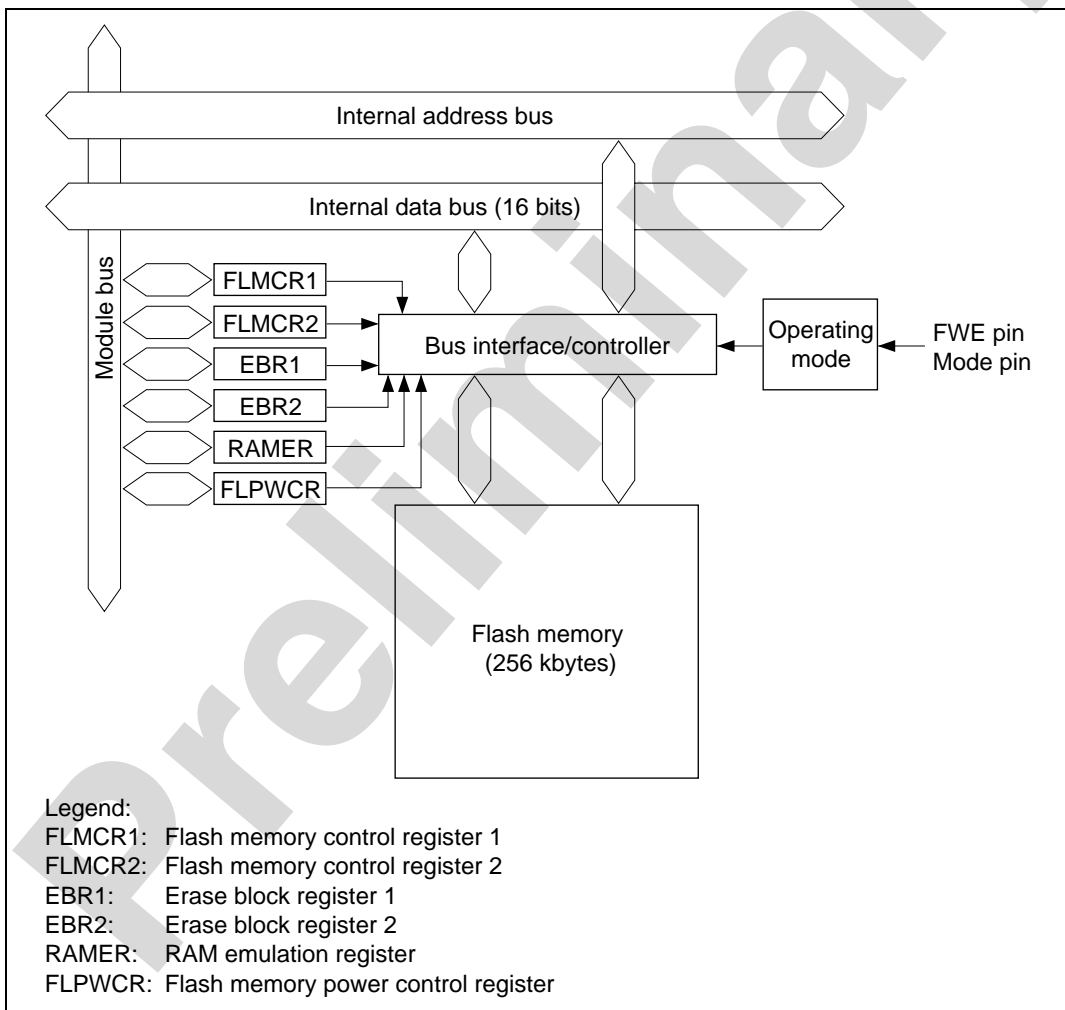 Internal address bus
Internal data bus (16 bits)
Module bus
FLMCR1
FLMCR2
EBR1
EBR2
RAMER
FLPWCR
Bus interface/controller
Operating
mode
FWE pin
Mode pin
Flash memory
(256 kbytes)
Legend:
FLMCR1: Flash memory control register 1
FLMCR2: Flash memory control register 2
EBR1: Erase block register 1
EBR2: Erase block register 2
RAMER: RAM emulation register
FLPWCR: Flash memory power control register
Preliminar